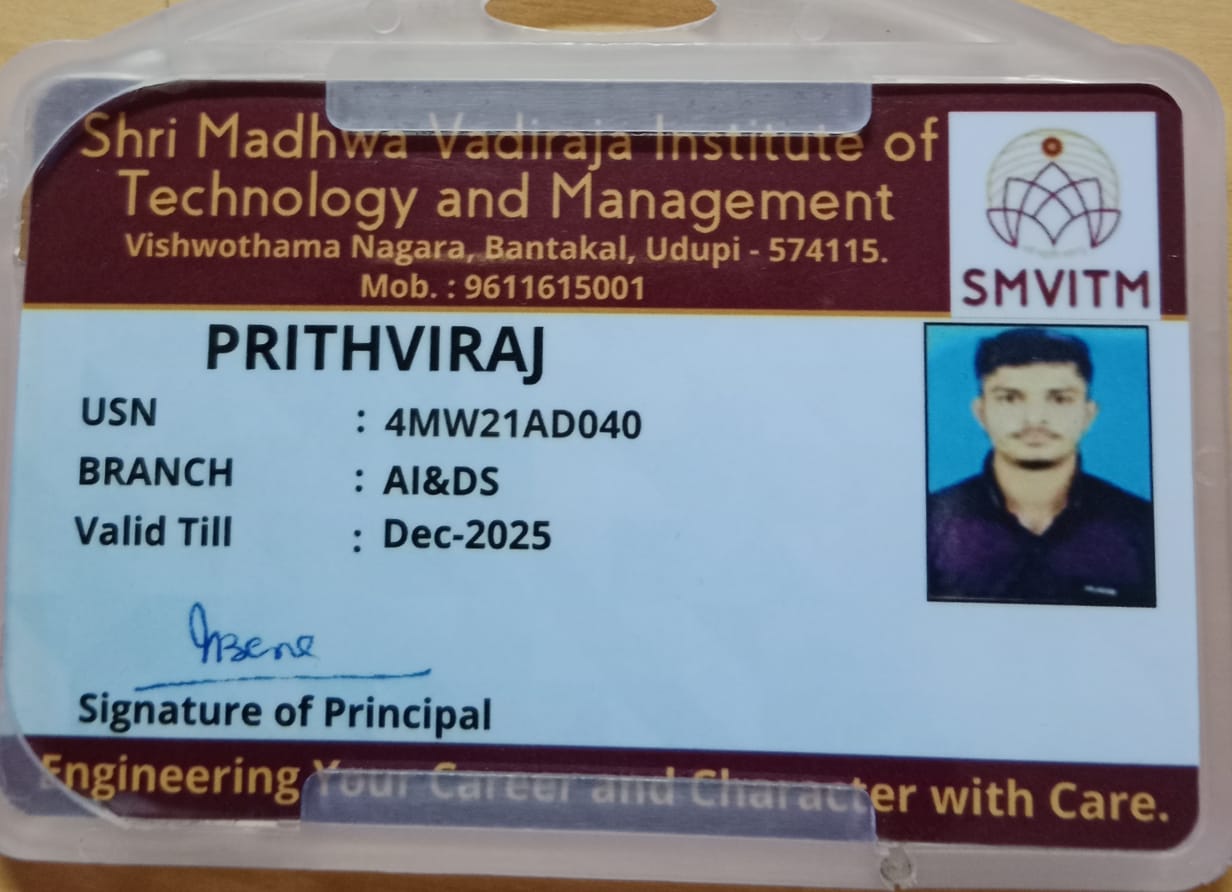 Shri Madhwa Vadiraja Institute of
Technology and Management
Vishwothama Nagara, Bantakal, Udupi - 574115.
Mob. : 9611615001
SMVITM
PRITHVIRAJ
USN : 4MW21AD040
BRANCH : AI&DS
Valid Till : Dec-2025
Signature of Principal
Engineering Your Career and Character with Care.